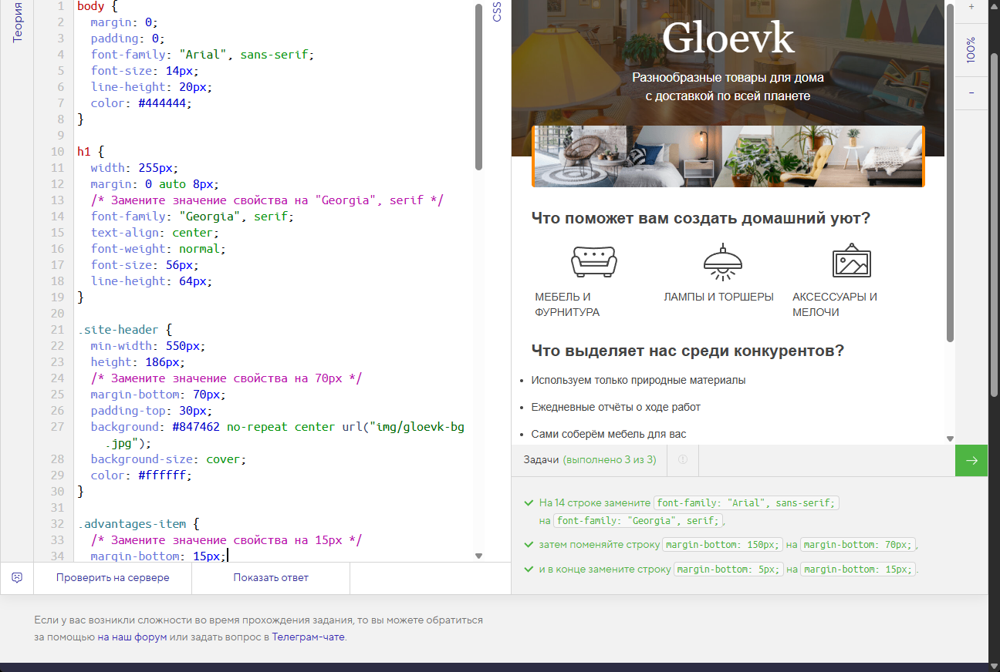 Теория
1 body {
2 margin: 0;
3 padding: 0;
4 font-family: "Arial", sans-serif;
5 font-size: 14px;
6 line-height: 20px;
7 color: #444444;
8 }
9
10 h1 {
11 width: 255px;
12 margin: 0 auto 8px;
13 /* Замените значение свойства на "Georgia", serif */
14 font-family: "Georgia", serif;
15 text-align: center;
16 font-weight: normal;
17 font-size: 56px;
18 line-height: 64px;
19 }
20
21 .site-header {
22 min-width: 550px;
23 height: 186px;
24 /* Замените значение свойства на 70px */
25 margin-bottom: 70px;
26 padding-top: 30px;
27 background: #847462 no-repeat center url("img/gloevk-bg
.jpg");
28 background-size: cover;
29 color: #ffffff;
30 }
31
32 .advantages-item {
33 /* Замените значение свойства на 15px */
34 margin-bottom: 15px;
CSS
Проверить на сервере
Показать ответ
Gloevk
Разнообразные товары для дома
с доставкой по всей планете
Что поможет вам создать домашний уют?
МЕБЕЛЬ И
ФУРНИТУРА
ЛАМПЫ И ТОРШЕРЫ
АКСЕССУАРЫ И
МЕЛОЧИ
Что выделяет нас среди конкурентов?
• Используем только природные материалы
• Ежедневные отчёты о ходе работ
• Сами соберём мебель для вас
+
100%
−
Задачи (выполнено 3 из 3)
На 14 строке замените font-family: "Arial", sans-serif;
на font-family: "Georgia", serif;,
затем поменяйте строку margin-bottom: 150px; на margin-bottom: 70px;,
и в конце замените строку margin-bottom: 5px; на margin-bottom: 15px;.
Если у вас возникли сложности во время прохождения задания, то вы можете обратиться
за помощью на наш форум или задать вопрос в Телеграм-чате.